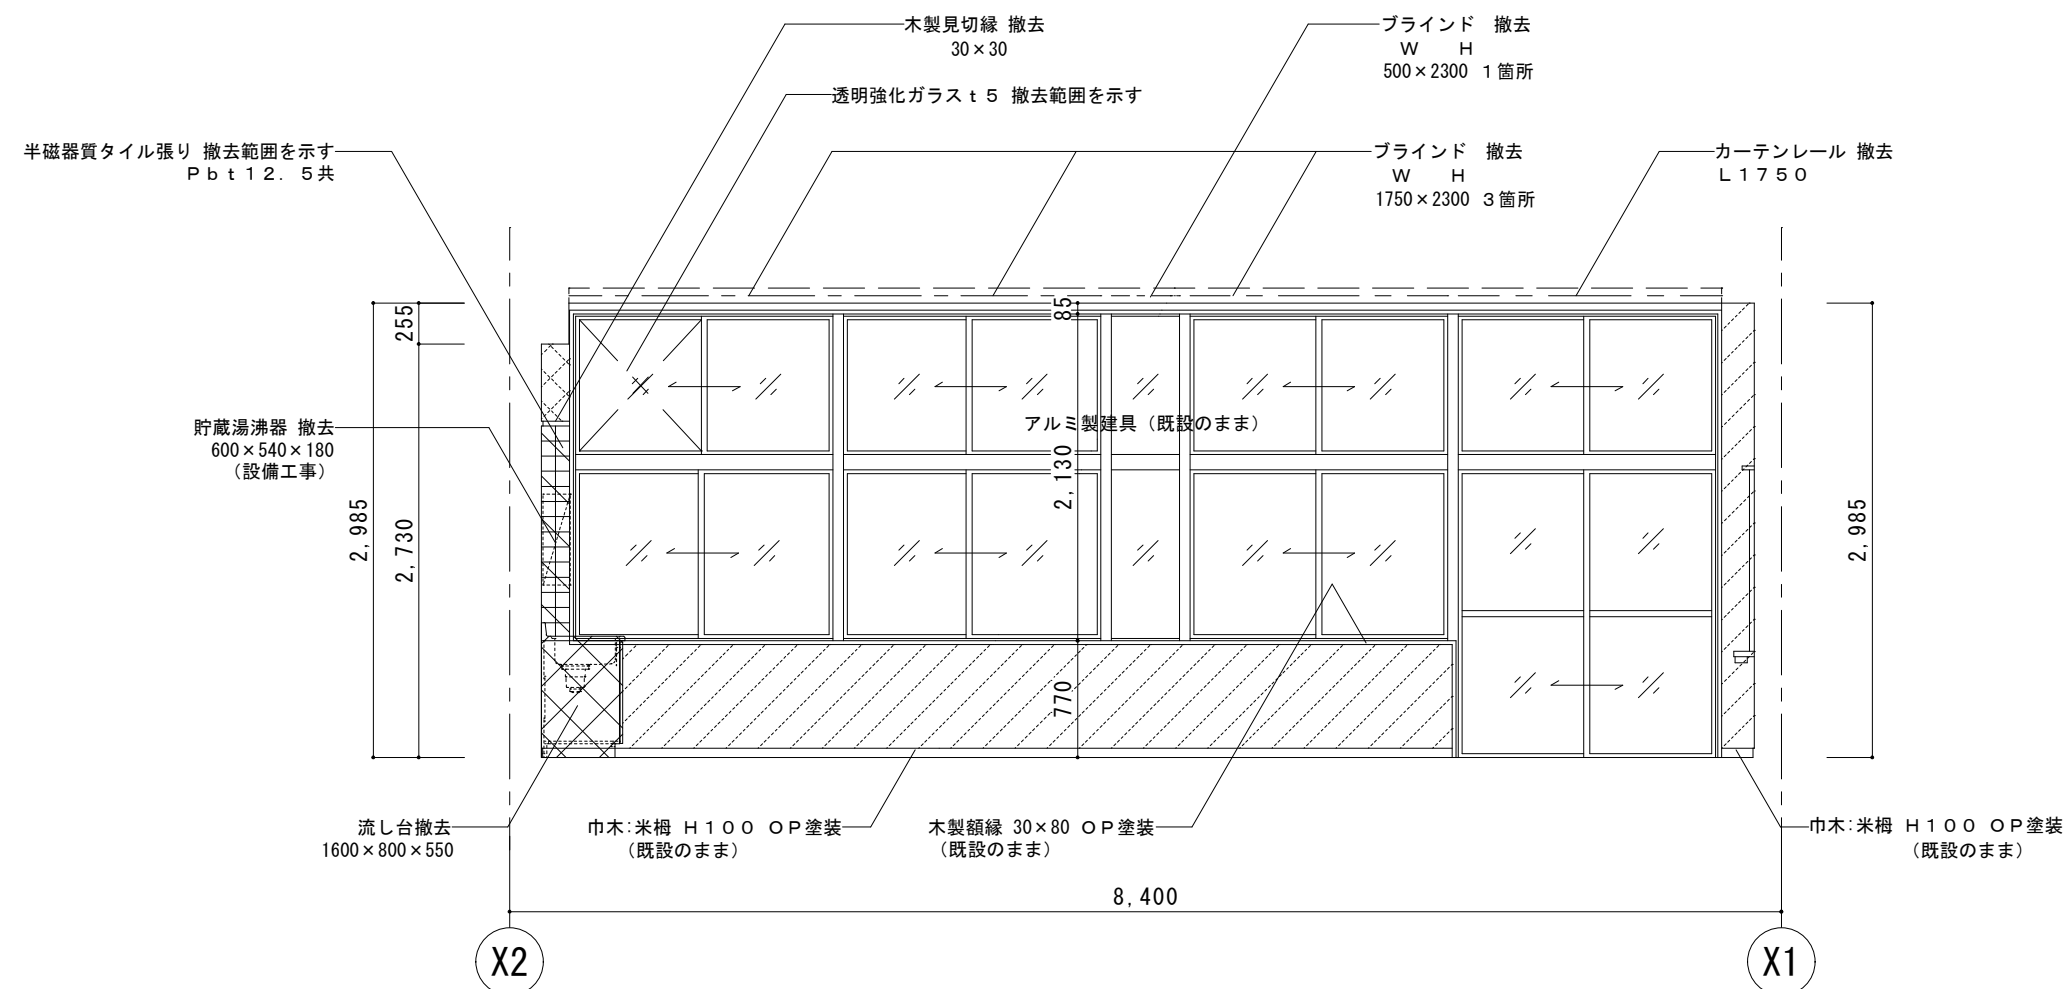 木製見切縁 撤去
30×30
ブラインド　撤去
Ｗ　　Ｈ
500×2300 １箇所
透明強化ガラスｔ５ 撤去範囲を示す
半磁器質タイル張り 撤去範囲を示す
Ｐｂｔ１２．５共
ブラインド　撤去
Ｗ　　Ｈ
1750×2300 ３箇所
カーテンレール 撤去
Ｌ１７５０
255
85
アルミ製建具（既設のまま）
貯蔵湯沸器 撤去
600×540×180
（設備工事）
2,130
2,985
2,730
2,985
770
流し台撤去
1600×800×550
巾木:米栂 Ｈ１００ ＯＰ塗装
（既設のまま）
木製額縁 30×80 ＯＰ塗装
（既設のまま）
巾木:米栂 Ｈ１００ ＯＰ塗装
（既設のまま）
8,400
X2
X1